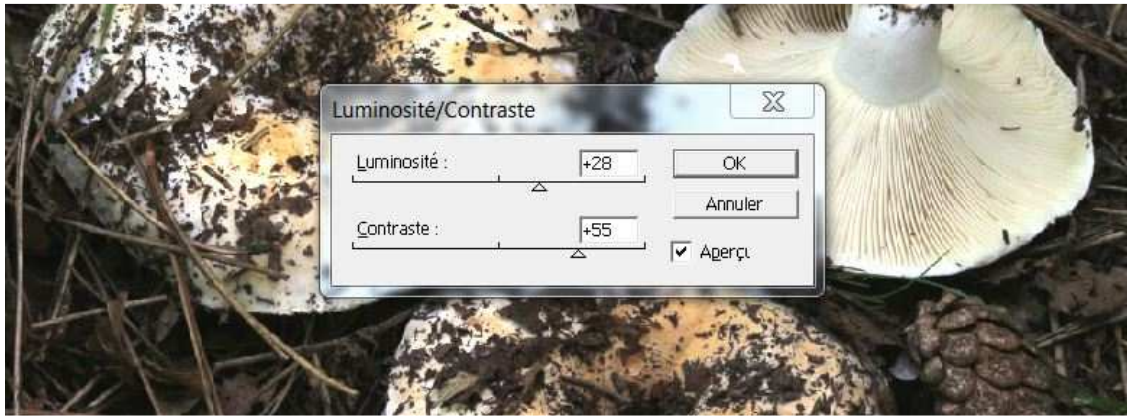 Luminosité/Contraste
Luminosité : +28
OK
Annuler
Contraste : +55
Aperçu